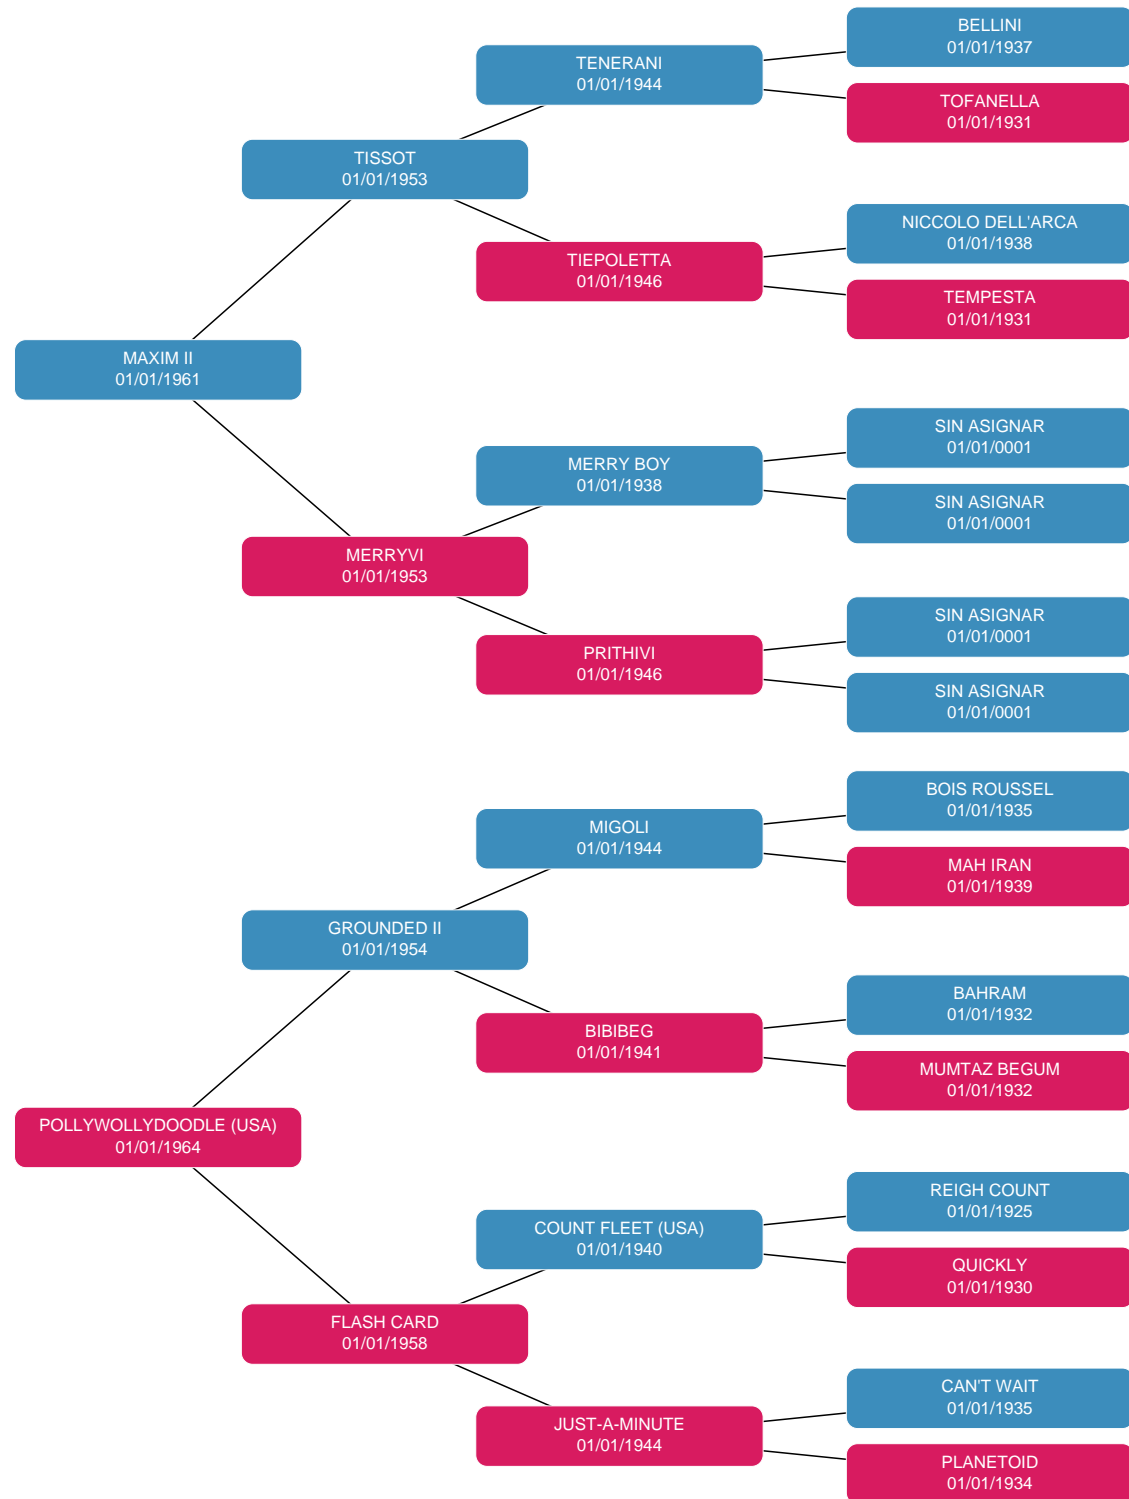 BELLINI
01/01/1937
TENERANI
01/01/1944
TOFANELLA
01/01/1931
TISSOT
01/01/1953
NICCOLO DELL'ARCA
01/01/1938
TIEPOLETTA
01/01/1946
TEMPESTA
01/01/1931
MAXIM II
01/01/1961
SIN ASIGNAR
01/01/0001
MERRY BOY
01/01/1938
SIN ASIGNAR
01/01/0001
MERRYVI
01/01/1953
SIN ASIGNAR
01/01/0001
PRITHIVI
01/01/1946
SIN ASIGNAR
01/01/0001
BOIS ROUSSEL
01/01/1935
MIGOLI
01/01/1944
MAH IRAN
01/01/1939
GROUNDED II
01/01/1954
BAHRAM
01/01/1932
BIBIBEG
01/01/1941
MUMTAZ BEGUM
01/01/1932
POLLYWOLLYDOODLE (USA)
01/01/1964
REIGH COUNT
01/01/1925
COUNT FLEET (USA)
01/01/1940
QUICKLY
01/01/1930
FLASH CARD
01/01/1958
CAN'T WAIT
01/01/1935
JUST-A-MINUTE
01/01/1944
PLANETOID
01/01/1934